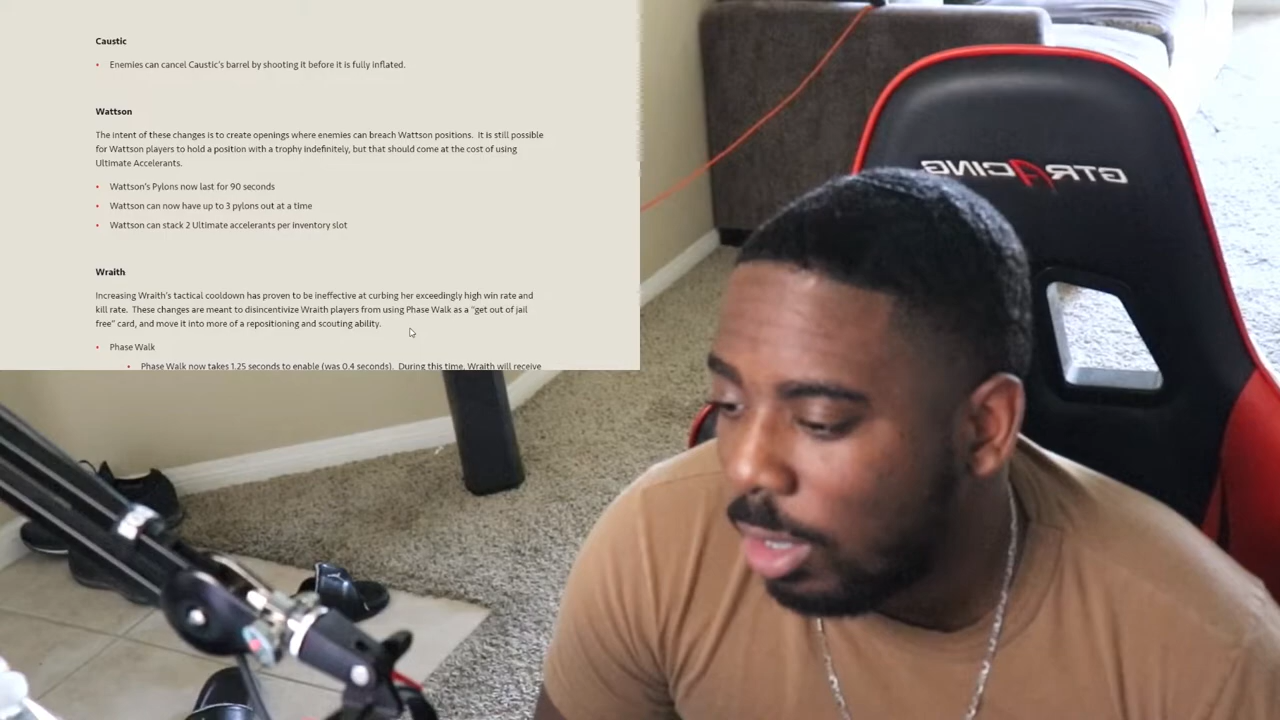 Caustic
• Enemies can cancel Caustic's barrel by shooting it before it is fully inflated.
Wattson
The intent of these changes is to create openings where enemies can breach Wattson positions. It is still possible
for Wattson players to hold a position with a trophy indefinitely, but that should come at the cost of using
Ultimate Accelerants.
• Wattson's Pylons now last for 90 seconds
• Wattson can now have up to 3 pylons out at a time
• Wattson can stack 2 Ultimate accelerants per inventory slot
Wraith
Increasing Wraith's tactical cooldown has proven to be ineffective at curbing her exceedingly high win rate and
kill rate. These changes are meant to disincentivize Wraith players from using Phase Walk as a "get out of jail
free" card, and move it into more of a repositioning and scouting ability.
• Phase Walk
• Phase Walk now takes 1.25 seconds to enable (was 0.4 seconds). During this time, Wraith will receive
GTRACING